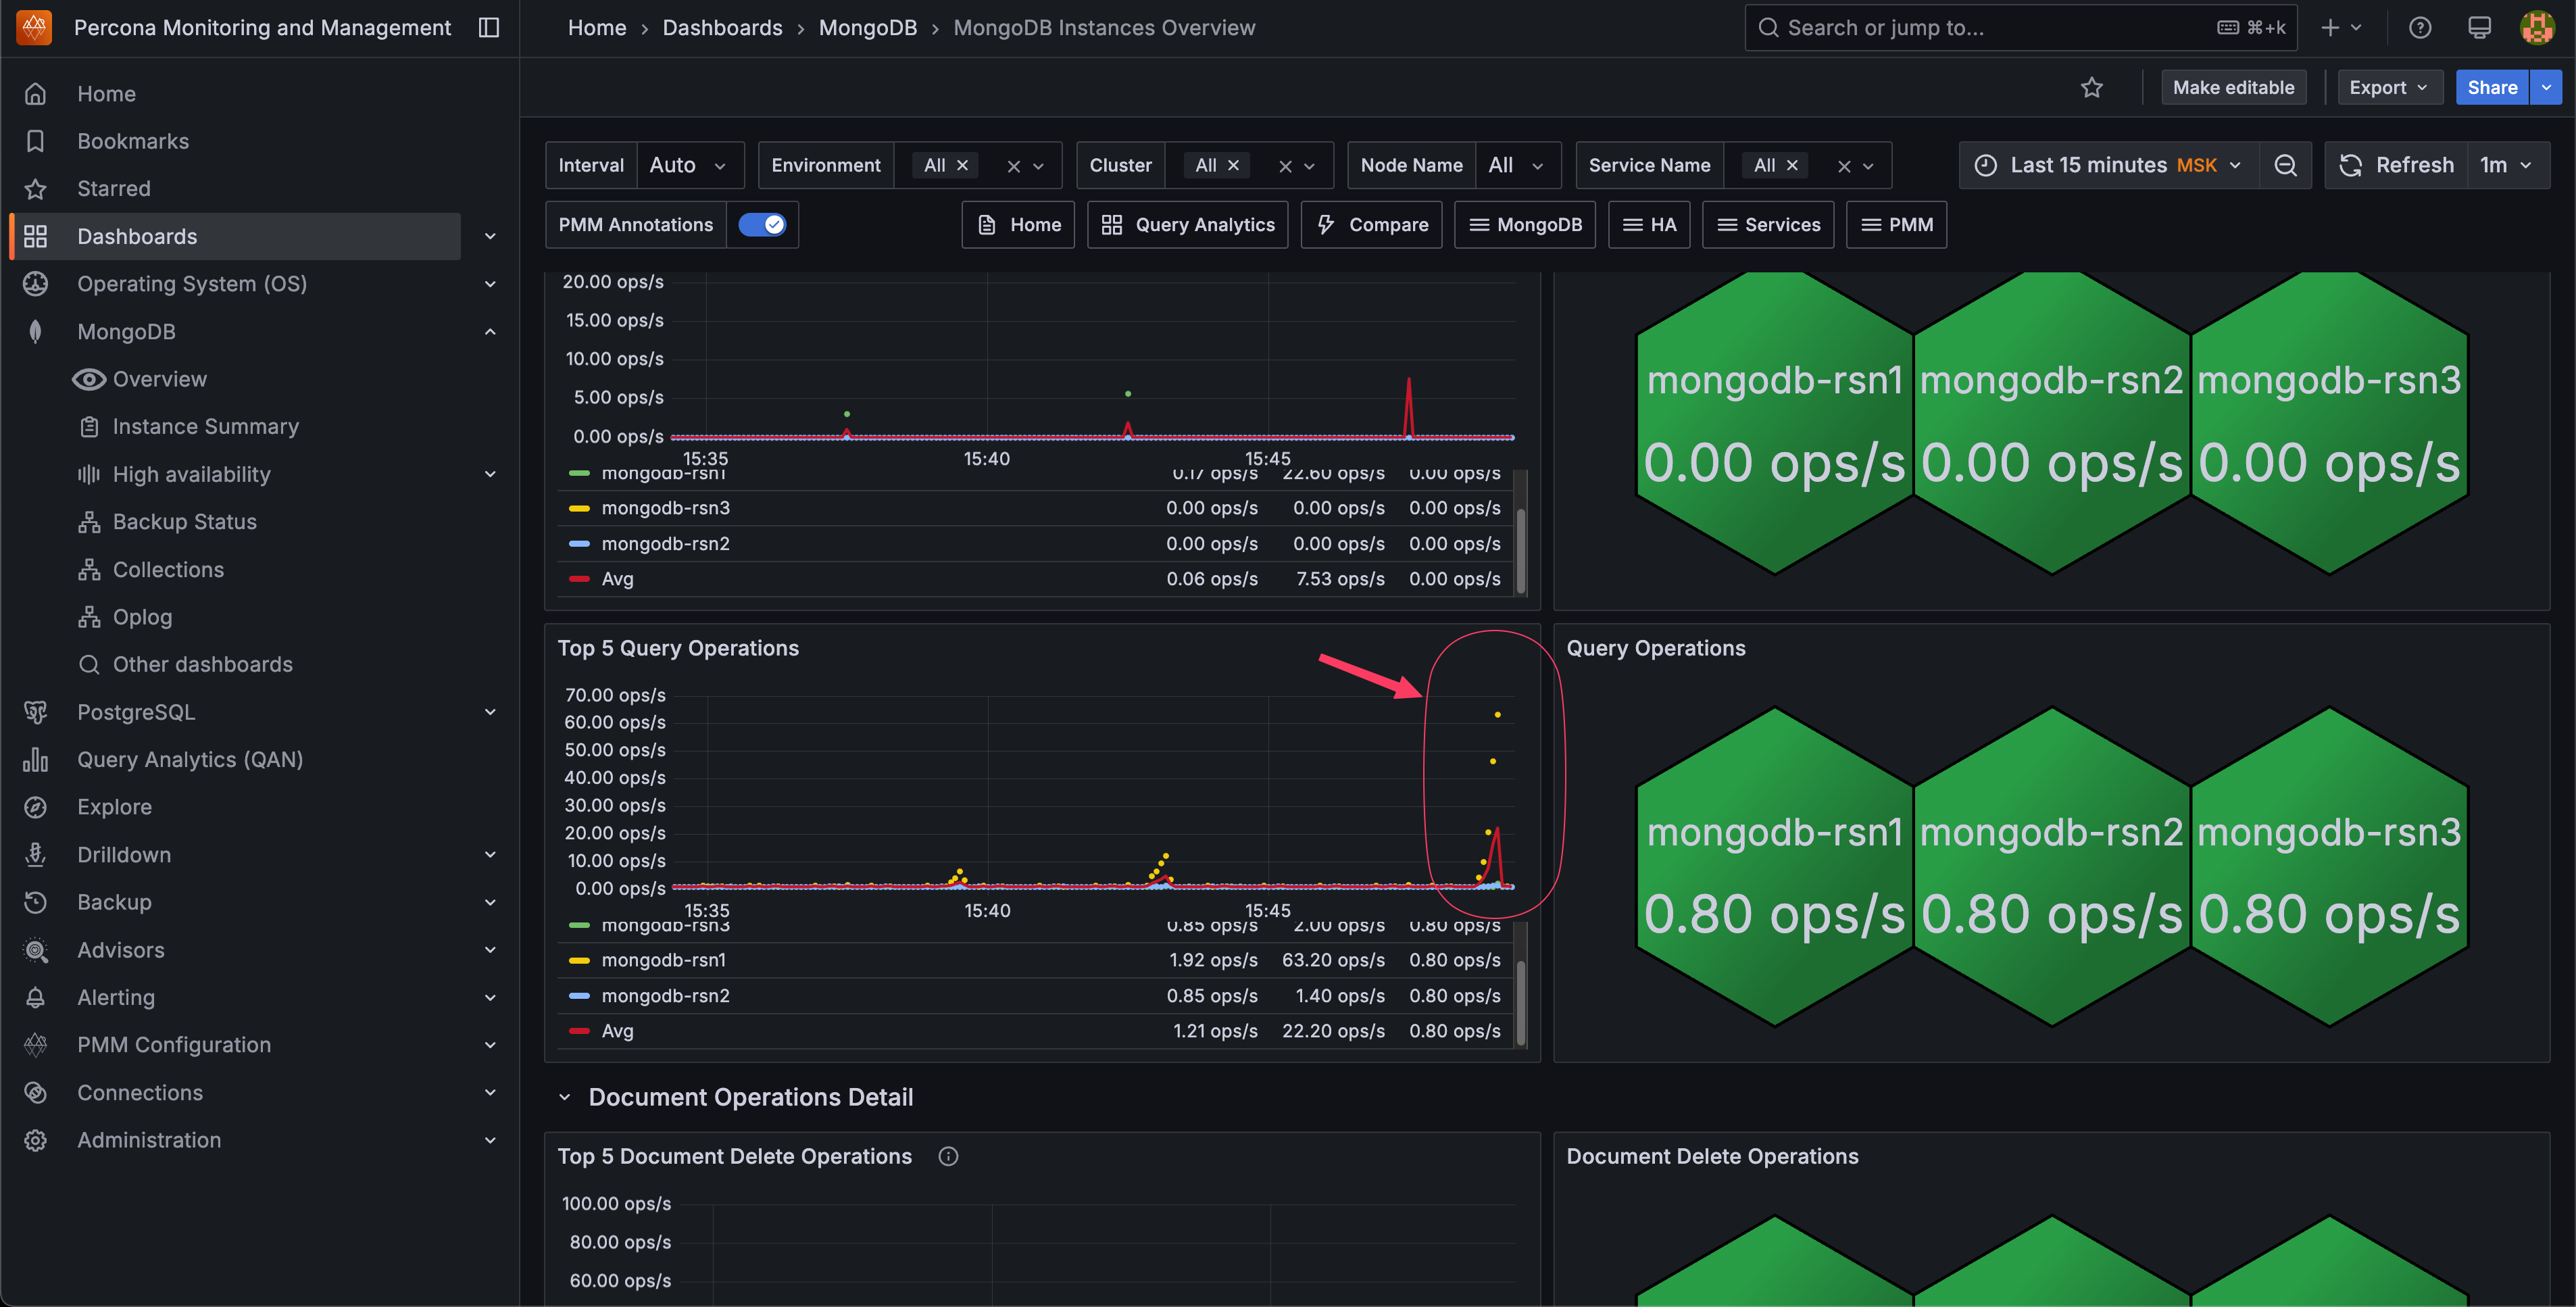 Percona Monitoring and Management
Home > Dashboards > MongoDB > MongoDB Instances Overview
Search or jump to... ⌘+k
Make editable
Export
Share
Home
Bookmarks
Starred
Dashboards
Operating System (OS)
MongoDB
Overview
Instance Summary
High availability
Backup Status
Collections
Oplog
Other dashboards
PostgreSQL
Query Analytics (QAN)
Explore
Drilldown
Backup
Advisors
Alerting
PMM Configuration
Connections
Administration
Interval Auto
Environment All
Cluster All
Node Name All
Service Name All
Last 15 minutes MSK
Refresh 1m
PMM Annotations
Home
Query Analytics
Compare
MongoDB
HA
Services
PMM
20.00 ops/s
15.00 ops/s
10.00 ops/s
5.00 ops/s
0.00 ops/s
15:35 15:40 15:45
mongodb-rsn1 0.17 ops/s 22.60 ops/s 0.00 ops/s
mongodb-rsn3 0.00 ops/s 0.00 ops/s 0.00 ops/s
mongodb-rsn2 0.00 ops/s 0.00 ops/s 0.00 ops/s
Avg 0.06 ops/s 7.53 ops/s 0.00 ops/s
mongodb-rsn1 mongodb-rsn2 mongodb-rsn3
0.00 ops/s 0.00 ops/s 0.00 ops/s
Top 5 Query Operations
70.00 ops/s
60.00 ops/s
50.00 ops/s
40.00 ops/s
30.00 ops/s
20.00 ops/s
10.00 ops/s
0.00 ops/s
15:35 15:40 15:45
mongodb-rsn3 0.85 ops/s 2.00 ops/s 0.80 ops/s
mongodb-rsn1 1.92 ops/s 63.20 ops/s 0.80 ops/s
mongodb-rsn2 0.85 ops/s 1.40 ops/s 0.80 ops/s
Avg 1.21 ops/s 22.20 ops/s 0.80 ops/s
Query Operations
mongodb-rsn1 mongodb-rsn2 mongodb-rsn3
0.80 ops/s 0.80 ops/s 0.80 ops/s
Document Operations Detail
Top 5 Document Delete Operations
100.00 ops/s
80.00 ops/s
60.00 ops/s
Document Delete Operations